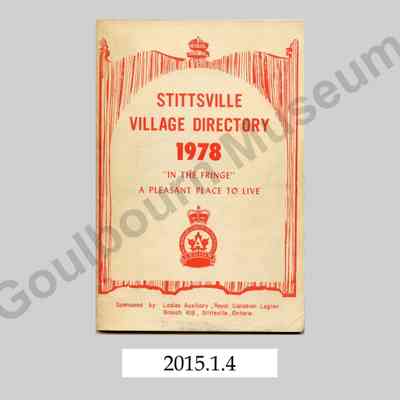 STITTSVILLE
VILLAGE DIRECTORY
1978
"IN THE FRINGE"
A PLEASANT PLACE TO LIVE
LEGION
Sponsored by: Ladies Auxiliary, Royal Canadian Legion
Branch 618, Stittsville, Ontario.
Goulbourn Museum
2015.1.4